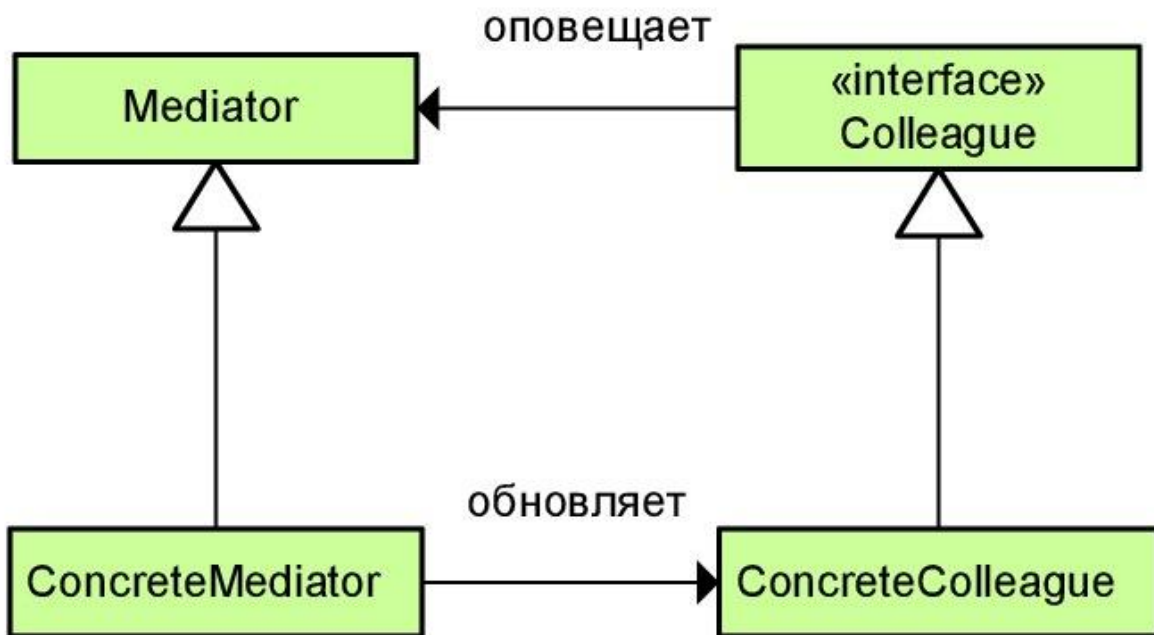 оповещает
Mediator
«interface»
Colleague
обновляет
ConcreteMediator
ConcreteColleague